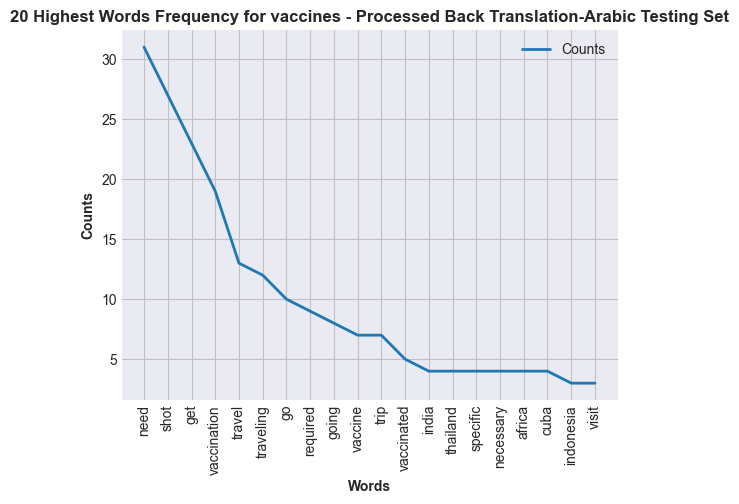 20 Highest Words Frequency for vaccines - Processed Back Translation-Arabic Testing Set
Counts
30
25
20
15
10
5
Counts
need
shot
get
vaccination
travel
traveling
go
required
going
vaccine
trip
vaccinated
india
thailand
specific
necessary
africa
cuba
indonesia
visit
Words